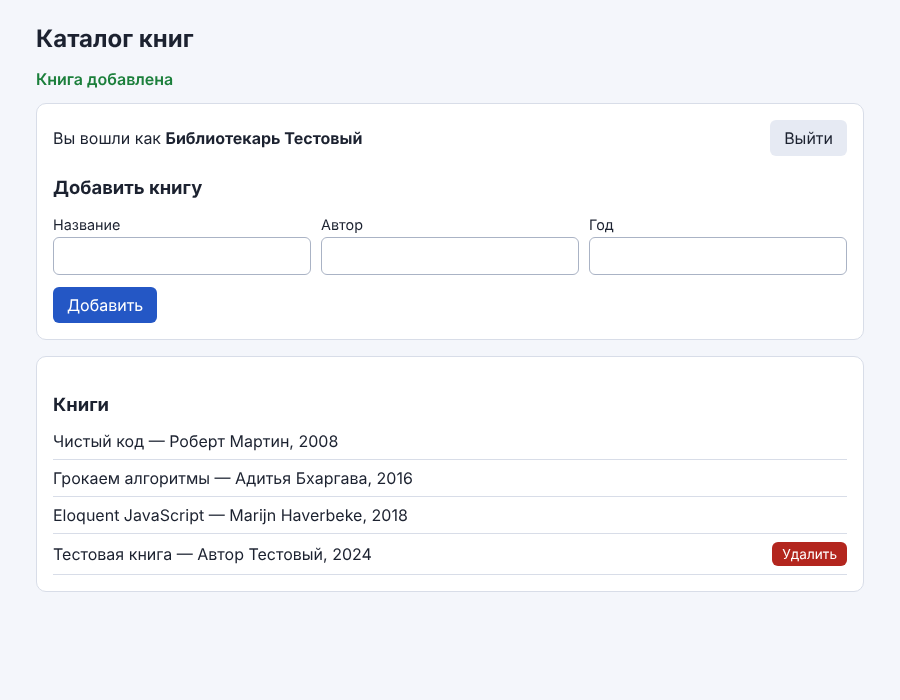 Каталог книг
Книга добавлена
Вы вошли как Библиотекарь Тестовый
Выйти
Добавить книгу
Название
Автор
Год
Добавить
Книги
Чистый код — Роберт Мартин, 2008
Грокаем алгоритмы — Адитья Бхаргава, 2016
Eloquent JavaScript — Marijn Haverbeke, 2018
Тестовая книга — Автор Тестовый, 2024
Удалить